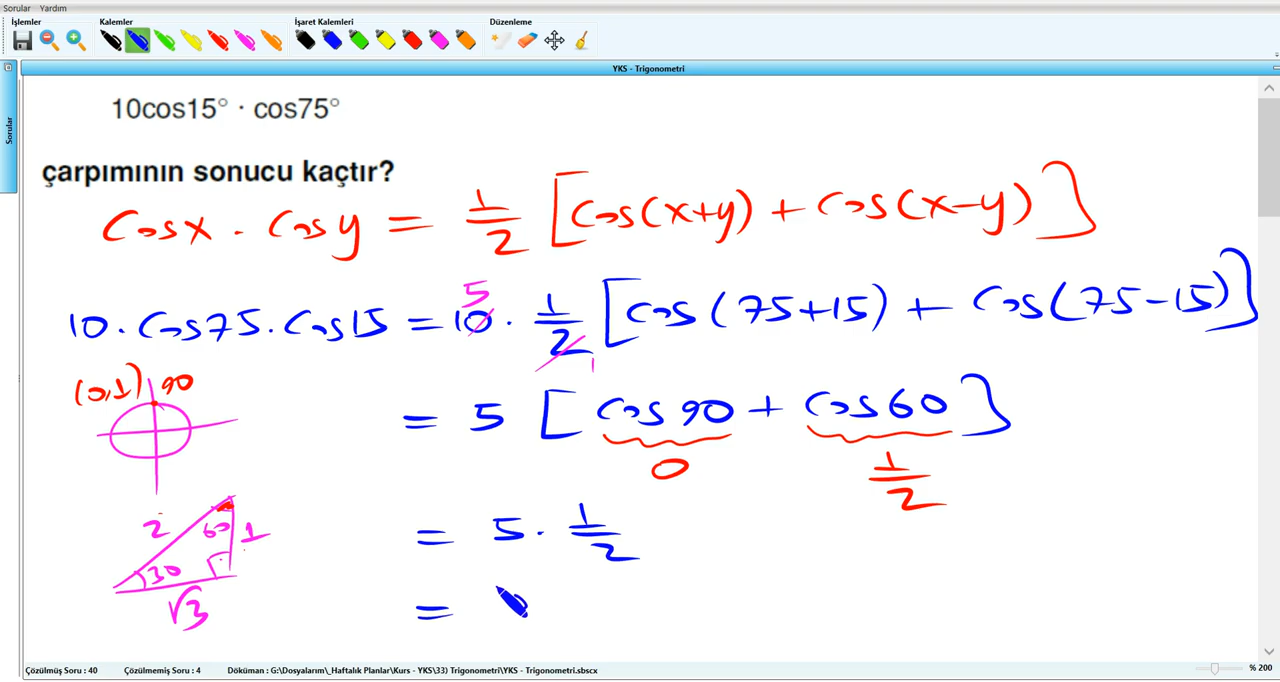 Sorular Yardım
İşlemler Kalemler İşaret Kalemleri Düzenleme
YKS - Trigonometri
Sorular
10cos15° · cos75°
çarpımının sonucu kaçtır?
Cosx . Cosy = 1/2 [Cos(x+y) + Cos(x-y)]
5
10. Cos75. Cos15 = 10 . 1/2 [Cos(75+15) + Cos(75-15)]
1
(0,1) 90
= 5 [Cos90 + Cos60]
0 1/2
2 60 1
30
√3
= 5 . 1/2
=
Çözülmüş Soru : 40 Çözülmemiş Soru : 4 Döküman : G:\Dosyalarım\_Haftalık Planlar\Kurs - YKS\33) Trigonometri\YKS - Trigonometri.sbscx % 200